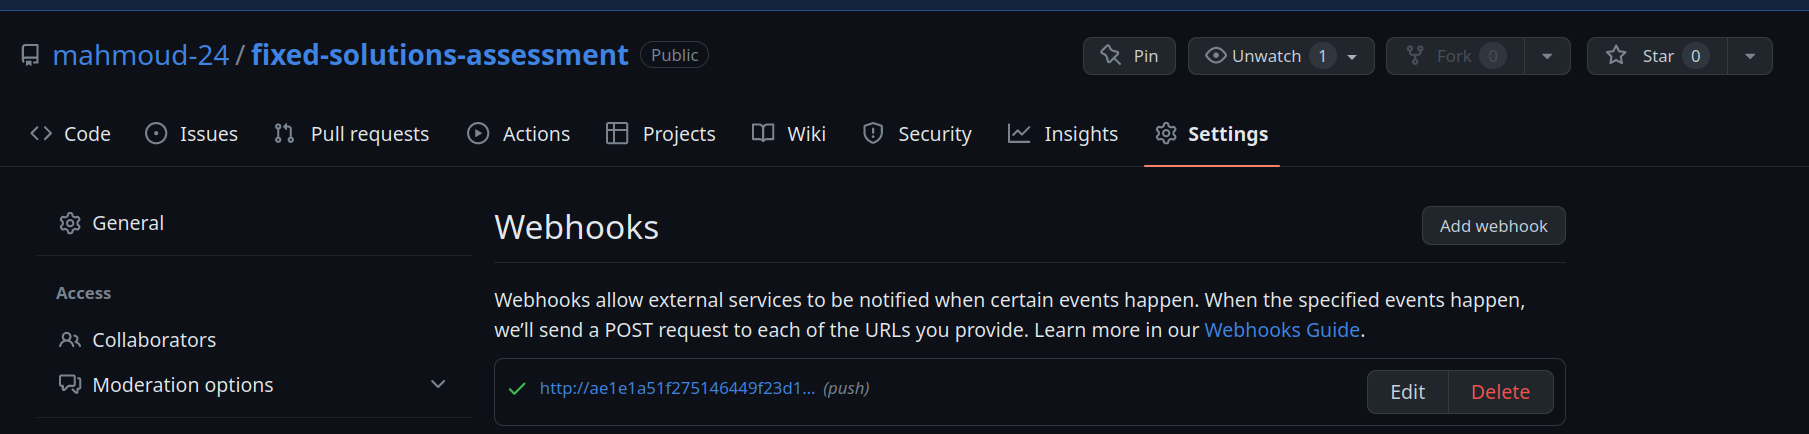 mahmoud-24 / fixed-solutions-assessment Public Pin Unwatch 1 Fork 0 Star 0
Code Issues Pull requests Actions Projects Wiki Security Insights Settings
General
Access
Collaborators
Moderation options
Webhooks Add webhook
Webhooks allow external services to be notified when certain events happen. When the specified events happen,
we’ll send a POST request to each of the URLs you provide. Learn more in our Webhooks Guide.
http://ae1e1a51f275146449f23d1... (push) Edit Delete